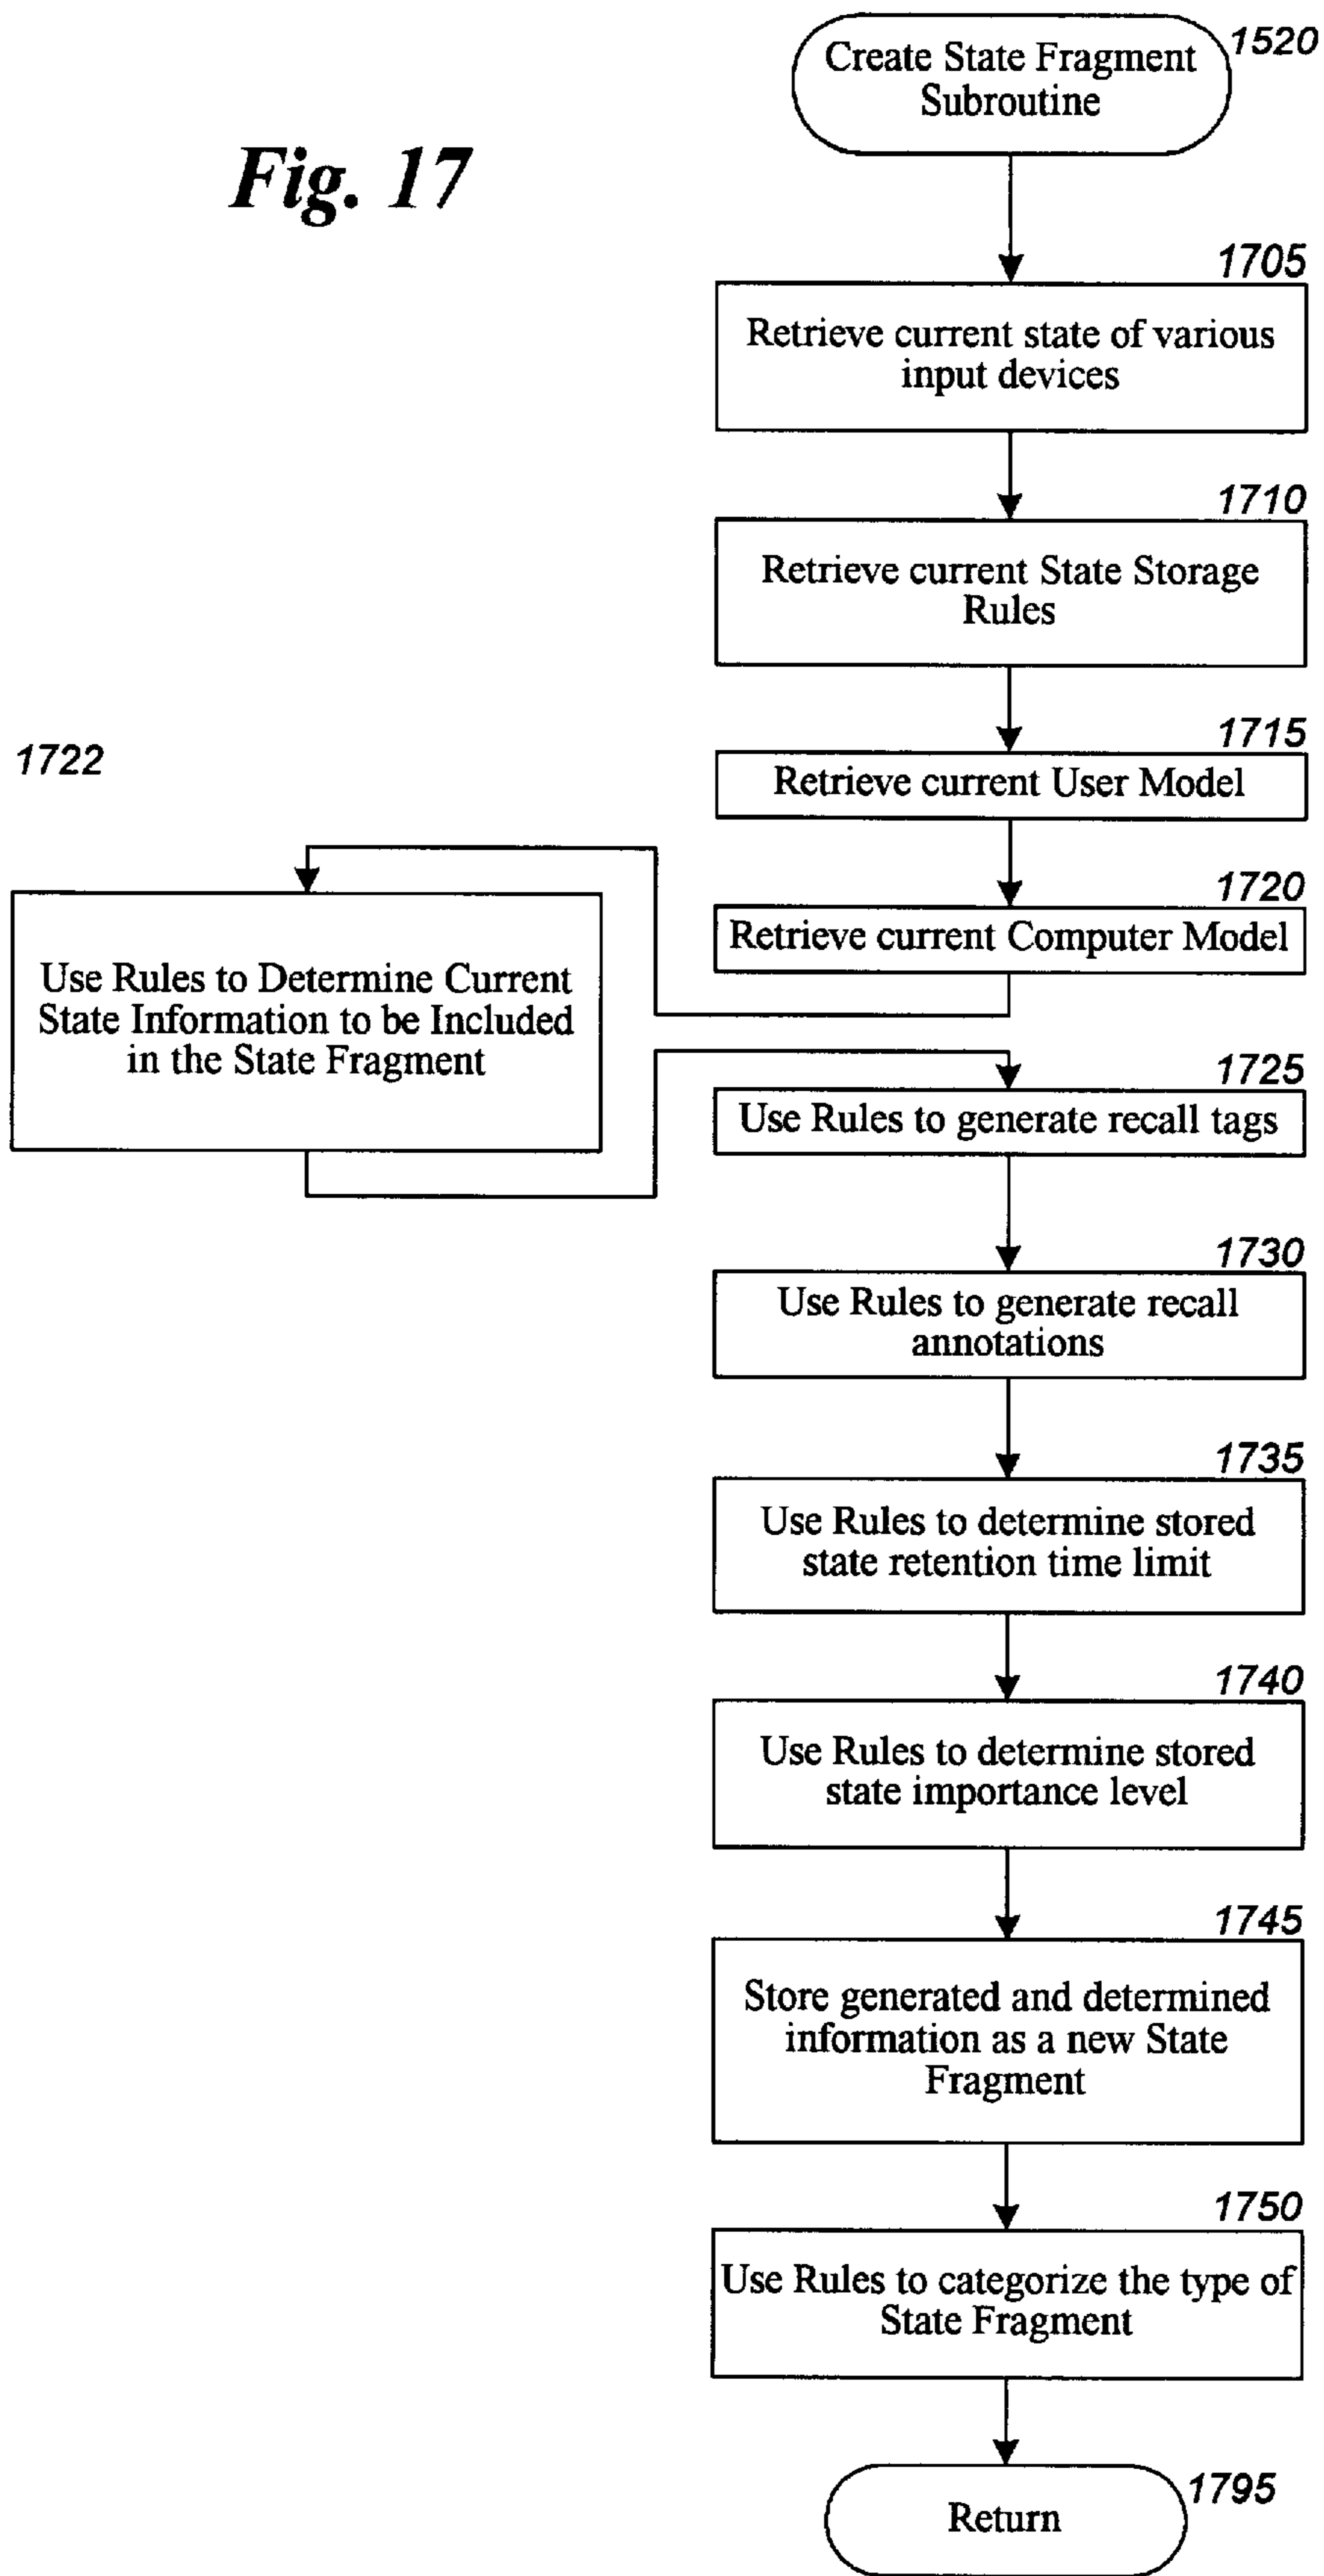 1520
Create State Fragment
Subroutine
Fig. 17
1705
Retrieve current state of various
input devices
1710
Retrieve current State Storage
Rules
1715
Retrieve current User Model
1720
Retrieve current Computer Model
1722
Use Rules to Determine Current
State Information to be Included
in the State Fragment
1725
Use Rules to generate recall tags
1730
Use Rules to generate recall
annotations
1735
Use Rules to determine stored
state retention time limit
1740
Use Rules to determine stored
state importance level
1745
Store generated and determined
information as a new State
Fragment
1750
Use Rules to categorize the type of
State Fragment
1795
Return